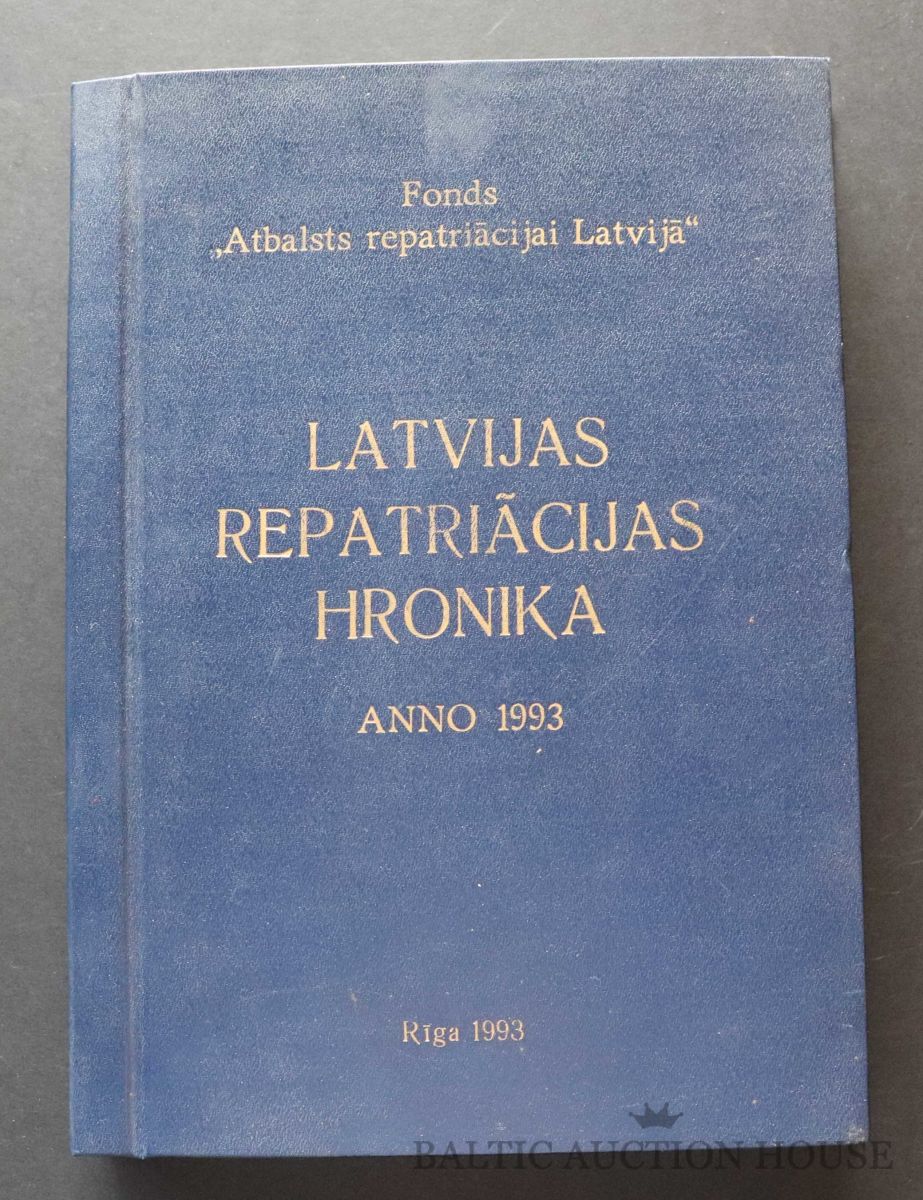 Fonds
„Atbalsts repatriācijai Latvijā“
LATVIJAS
REPATRIĀCIJAS
HRONIKA
ANNO 1993
Rīga 1993
BALTIC AUCTION HOUSE